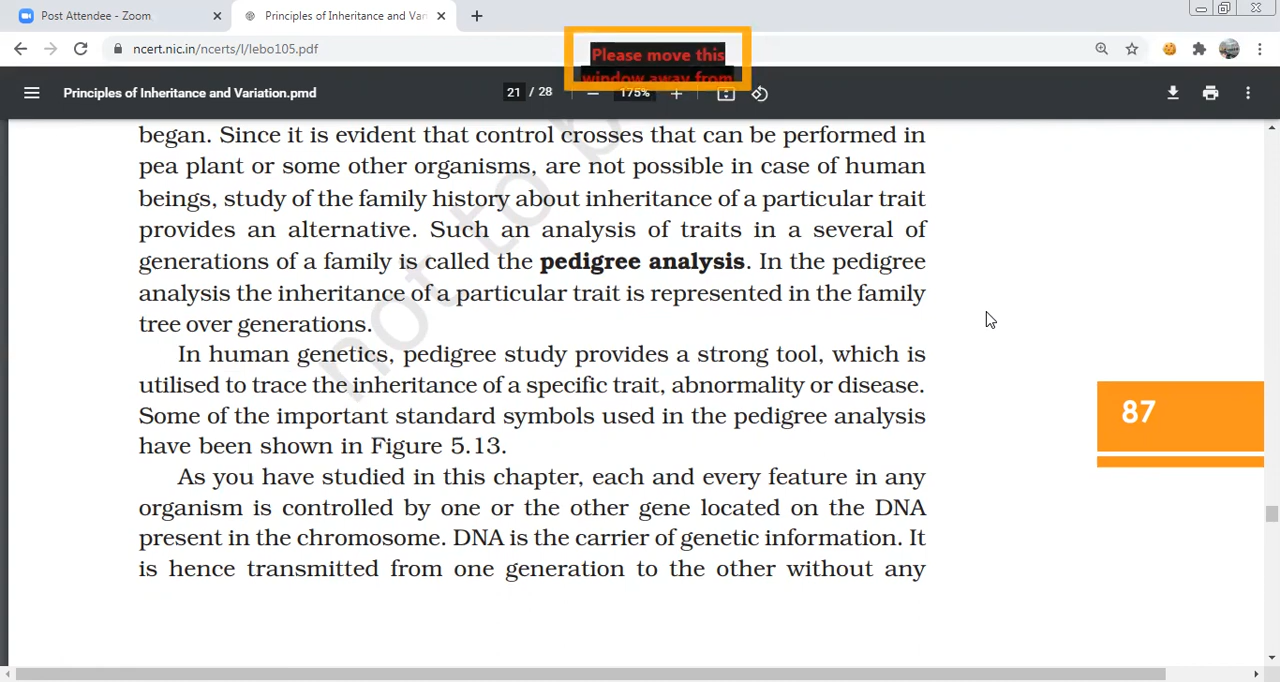 Post Attendee - Zoom
Principles of Inheritance and Var
ncert.nic.in/ncerts/l/lebo105.pdf
Please move this
window away from
Principles of Inheritance and Variation.pmd
21 / 28
175%
began. Since it is evident that control crosses that can be performed in
pea plant or some other organisms, are not possible in case of human
beings, study of the family history about inheritance of a particular trait
provides an alternative. Such an analysis of traits in a several of
generations of a family is called the pedigree analysis. In the pedigree
analysis the inheritance of a particular trait is represented in the family
tree over generations.
In human genetics, pedigree study provides a strong tool, which is
utilised to trace the inheritance of a specific trait, abnormality or disease.
Some of the important standard symbols used in the pedigree analysis
have been shown in Figure 5.13.
87
As you have studied in this chapter, each and every feature in any
organism is controlled by one or the other gene located on the DNA
present in the chromosome. DNA is the carrier of genetic information. It
is hence transmitted from one generation to the other without any
not to b